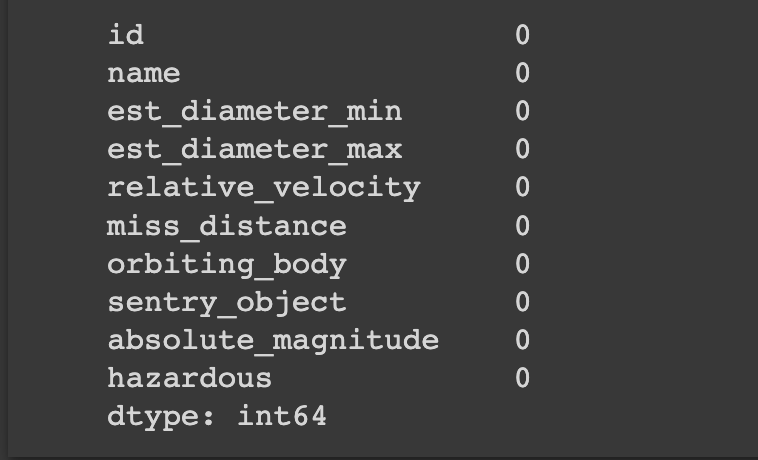 id 0
name 0
est_diameter_min 0
est_diameter_max 0
relative_velocity 0
miss_distance 0
orbiting_body 0
sentry_object 0
absolute_magnitude 0
hazardous 0
dtype: int64